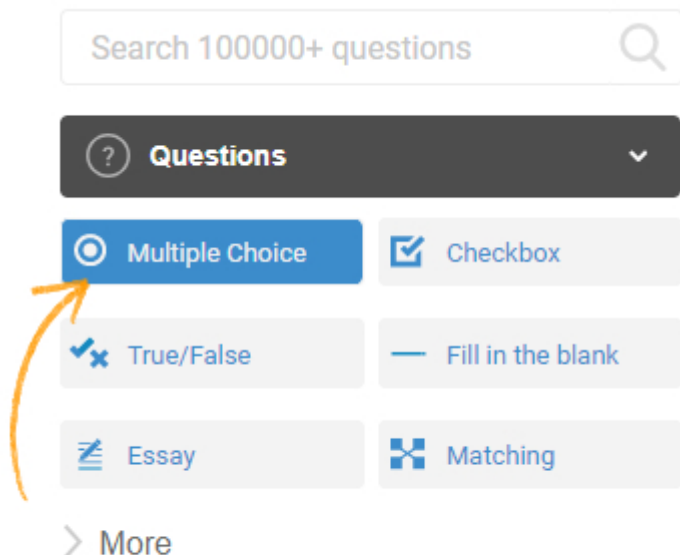 Search 100000+ questions
? Questions
Multiple Choice
Checkbox
True/False
Fill in the blank
Essay
Matching
More